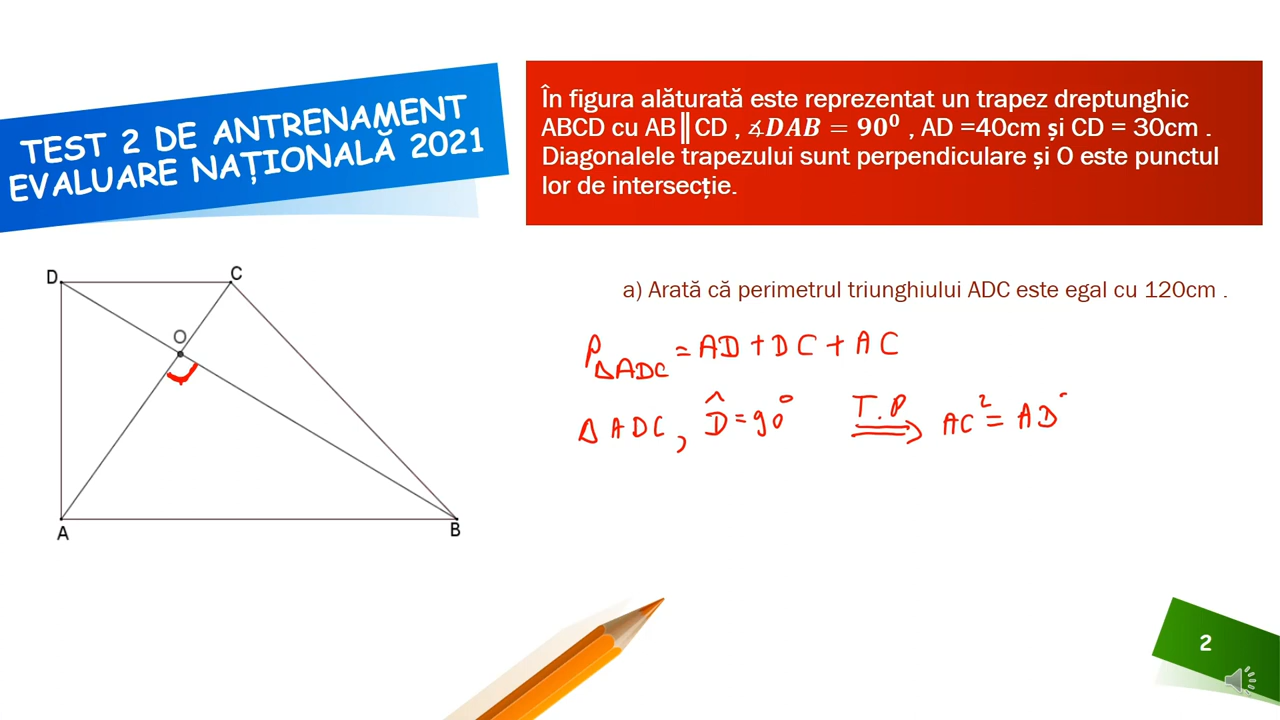 TEST 2 DE ANTRENAMENT
EVALUARE NAȚIONALĂ 2021
În figura alăturată este reprezentat un trapez dreptunghic
ABCD cu AB∥CD , ∡DAB = 90⁰ , AD =40cm și CD = 30cm .
Diagonalele trapezului sunt perpendiculare și O este punctul
lor de intersecție.
a) Arată că perimetrul triunghiului ADC este egal cu 120cm .
P ΔADC = AD + DC + AC
Δ ADC, D̂ = 90° T.P ⟹ AC² = AD
D
C
O
A
B
2